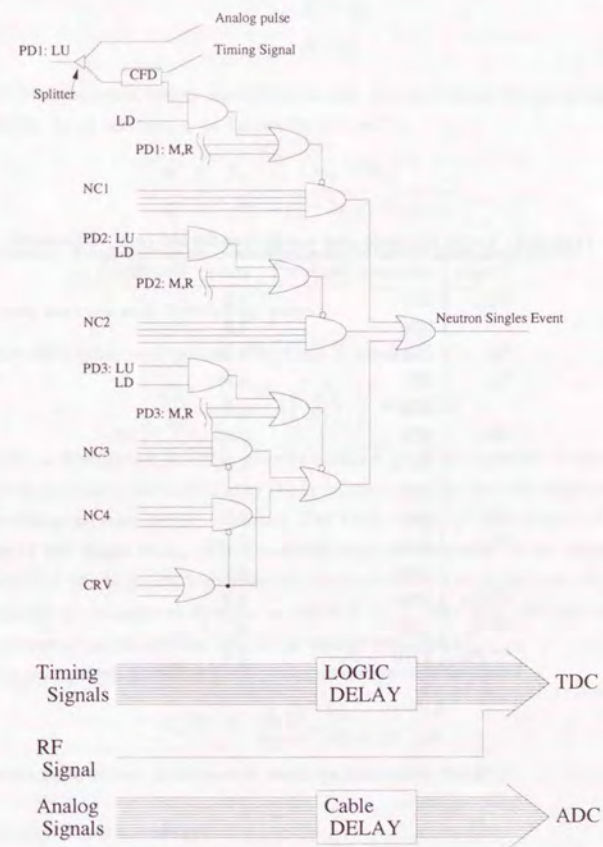 Analog pulse
PD1: LU
Timing Signal
CFD
Splitter
LD
PD1: M,R
NC1
PD2: LU
LD
PD2: M,R
Neutron Singles Event
NC2
PD3: LU
LD
PD3: M,R
NC3
NC4
CRV
Timing
Signals
LOGIC
DELAY
TDC
RF
Signal
Analog
Signals
Cable
DELAY
ADC